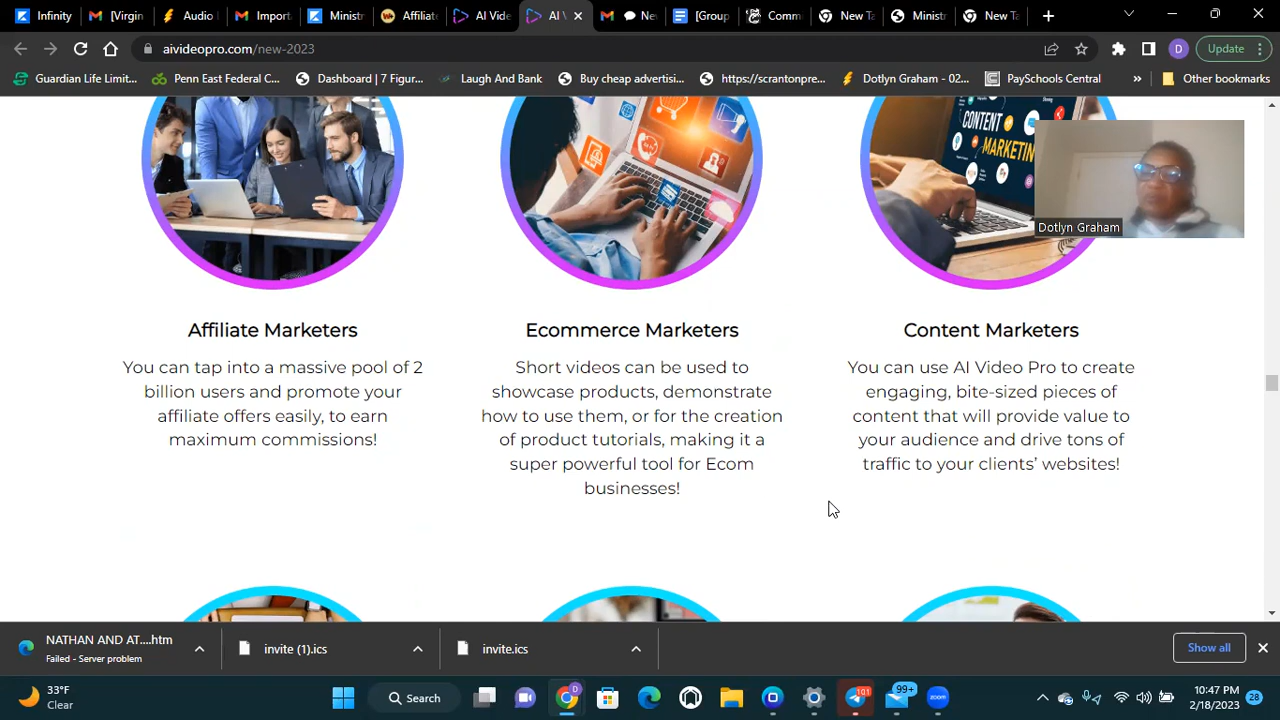 Infinity
[Virgin
Audio
Import
Ministr
Affiliate
AI Vide
AI V
Ne
[Group
Comm
New Ta
Ministr
New Ta
aivideopro.com/new-2023
D
Update
Guardian Life Limit...
Penn East Federal C...
Dashboard | 7 Figur...
Laugh And Bank
Buy cheap advertisi...
https://scrantonpre...
Dotlyn Graham - 02...
PaySchools Central
»
Other bookmarks
CONTENT
MARKETING
Dotlyn Graham
Affiliate Marketers
You can tap into a massive pool of 2
billion users and promote your
affiliate offers easily, to earn
maximum commissions!
Ecommerce Marketers
Short videos can be used to
showcase products, demonstrate
how to use them, or for the creation
of product tutorials, making it a
super powerful tool for Ecom
businesses!
Content Marketers
You can use AI Video Pro to create
engaging, bite-sized pieces of
content that will provide value to
your audience and drive tons of
traffic to your clients' websites!
NATHAN AND AT....htm
Failed - Server problem
invite (1).ics
invite.ics
Show all
33°F
Clear
Search
D
101
99+
zoom
10:47 PM
2/18/2023
28